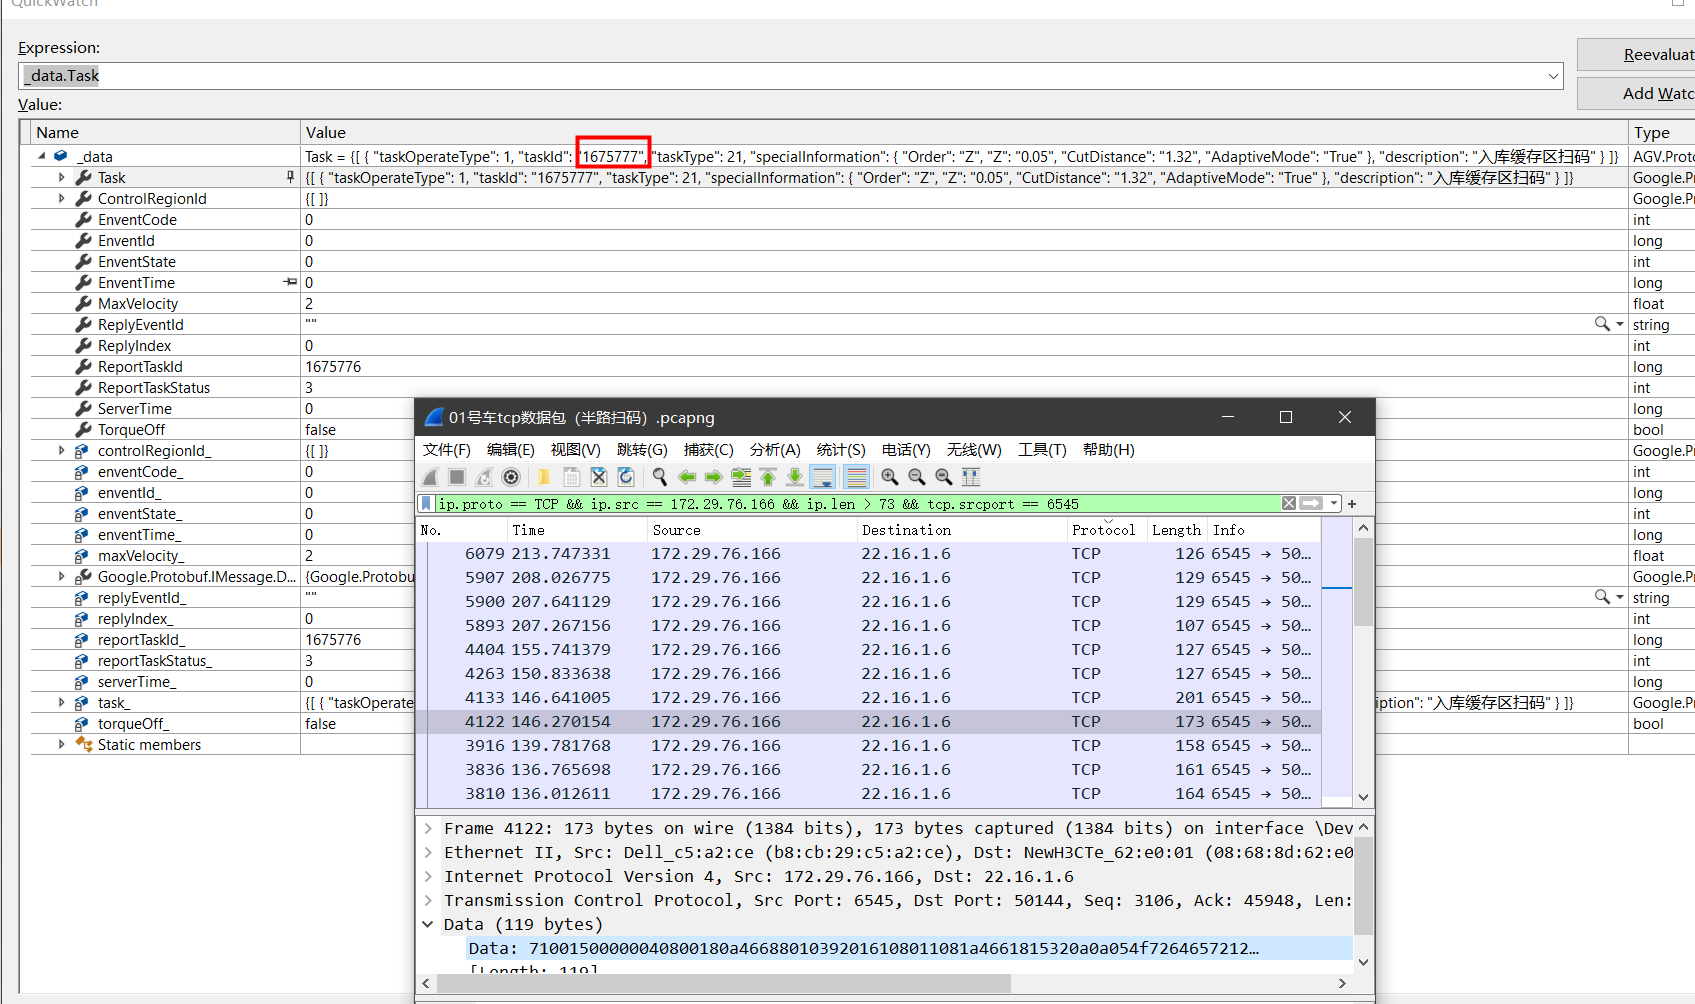 QuickWatch
Expression:
_data.Task
Reevaluat
Add Watc
Value:
Name Value Type
_data Task = {[ { "taskOperateType": 1, "taskId": "1675777", "taskType": 21, "specialInformation": { "Order": "Z", "Z": "0.05", "CutDistance": "1.32", "AdaptiveMode": "True" }, "description": "入库缓存区扫码" } ]} AGV.Proto
Task {[ { "taskOperateType": 1, "taskId": "1675777", "taskType": 21, "specialInformation": { "Order": "Z", "Z": "0.05", "CutDistance": "1.32", "AdaptiveMode": "True" }, "description": "入库缓存区扫码" } ]} Google.Pr
ControlRegionId {[ ]} Google.Pr
EnventCode 0 int
EnventId 0 long
EnventState 0 int
EnventTime 0 long
MaxVelocity 2 float
ReplyEventId "" string
ReplyIndex 0 int
ReportTaskId 1675776 long
ReportTaskStatus 3 int
ServerTime 0 long
TorqueOff false bool
controlRegionId_ {[ ]} Google.Pr
enventCode_ 0 int
enventId_ 0 long
enventState_ 0 int
enventTime_ 0 long
maxVelocity_ 2 float
Google.Protobuf.IMessage.D... {Google.Protobu Google.Pr
replyEventId_ "" string
replyIndex_ 0 int
reportTaskId_ 1675776 long
reportTaskStatus_ 3 int
serverTime_ 0 long
task_ {[ { "taskOperate iption": "入库缓存区扫码" } ]} Google.Pr
torqueOff_ false bool
Static members
01号车tcp数据包（半路扫码）.pcapng
文件(F) 编辑(E) 视图(V) 跳转(G) 捕获(C) 分析(A) 统计(S) 电话(Y) 无线(W) 工具(T) 帮助(H)
ip.proto == TCP && ip.src == 172.29.76.166 && ip.len > 73 && tcp.srcport == 6545
No. Time Source Destination Protocol Length Info
6079 213.747331 172.29.76.166 22.16.1.6 TCP 126 6545 → 50…
5907 208.026775 172.29.76.166 22.16.1.6 TCP 129 6545 → 50…
5900 207.641129 172.29.76.166 22.16.1.6 TCP 129 6545 → 50…
5893 207.267156 172.29.76.166 22.16.1.6 TCP 107 6545 → 50…
4404 155.741379 172.29.76.166 22.16.1.6 TCP 127 6545 → 50…
4263 150.833638 172.29.76.166 22.16.1.6 TCP 127 6545 → 50…
4133 146.641005 172.29.76.166 22.16.1.6 TCP 201 6545 → 50…
4122 146.270154 172.29.76.166 22.16.1.6 TCP 173 6545 → 50…
3916 139.781768 172.29.76.166 22.16.1.6 TCP 158 6545 → 50…
3836 136.765698 172.29.76.166 22.16.1.6 TCP 161 6545 → 50…
3810 136.012611 172.29.76.166 22.16.1.6 TCP 164 6545 → 50…
Frame 4122: 173 bytes on wire (1384 bits), 173 bytes captured (1384 bits) on interface \Dev
Ethernet II, Src: Dell_c5:a2:ce (b8:cb:29:c5:a2:ce), Dst: NewH3CTe_62:e0:01 (08:68:8d:62:e0
Internet Protocol Version 4, Src: 172.29.76.166, Dst: 22.16.1.6
Transmission Control Protocol, Src Port: 6545, Dst Port: 50144, Seq: 3106, Ack: 45948, Len:
Data (119 bytes)
Data: 71001500000040800180a46688010392016108011081a4661815320a0a054f7264657212…
[Length: 119]